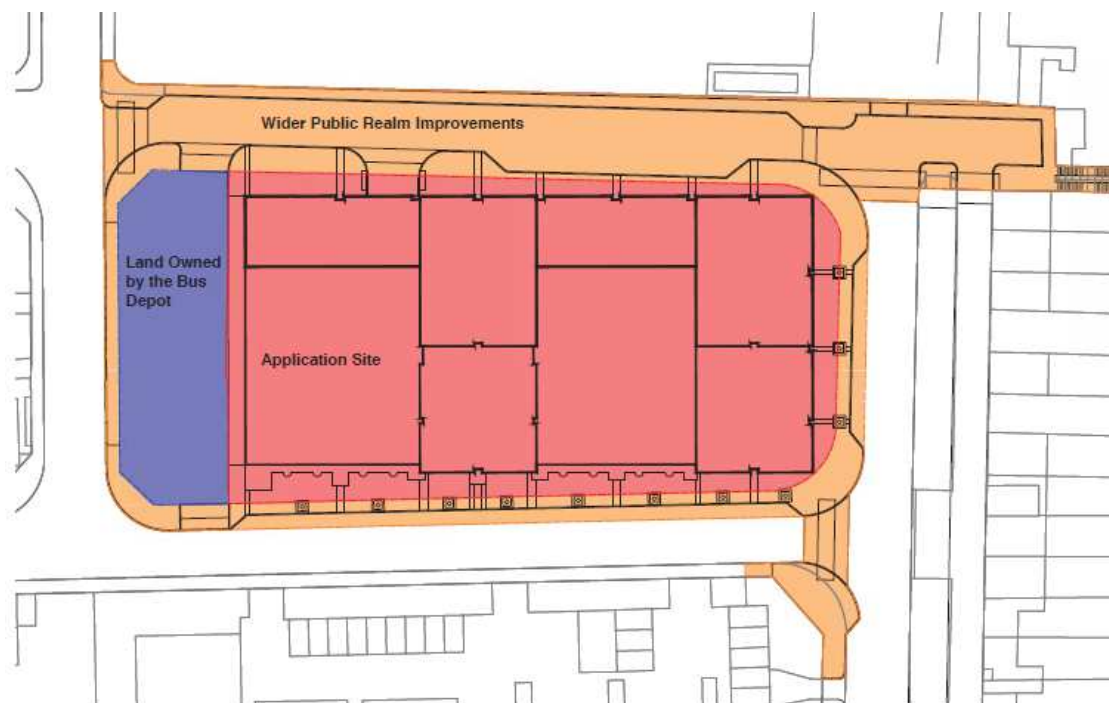 Wider Public Realm Improvements
Land Owned
by the Bus
Depot
Application Site